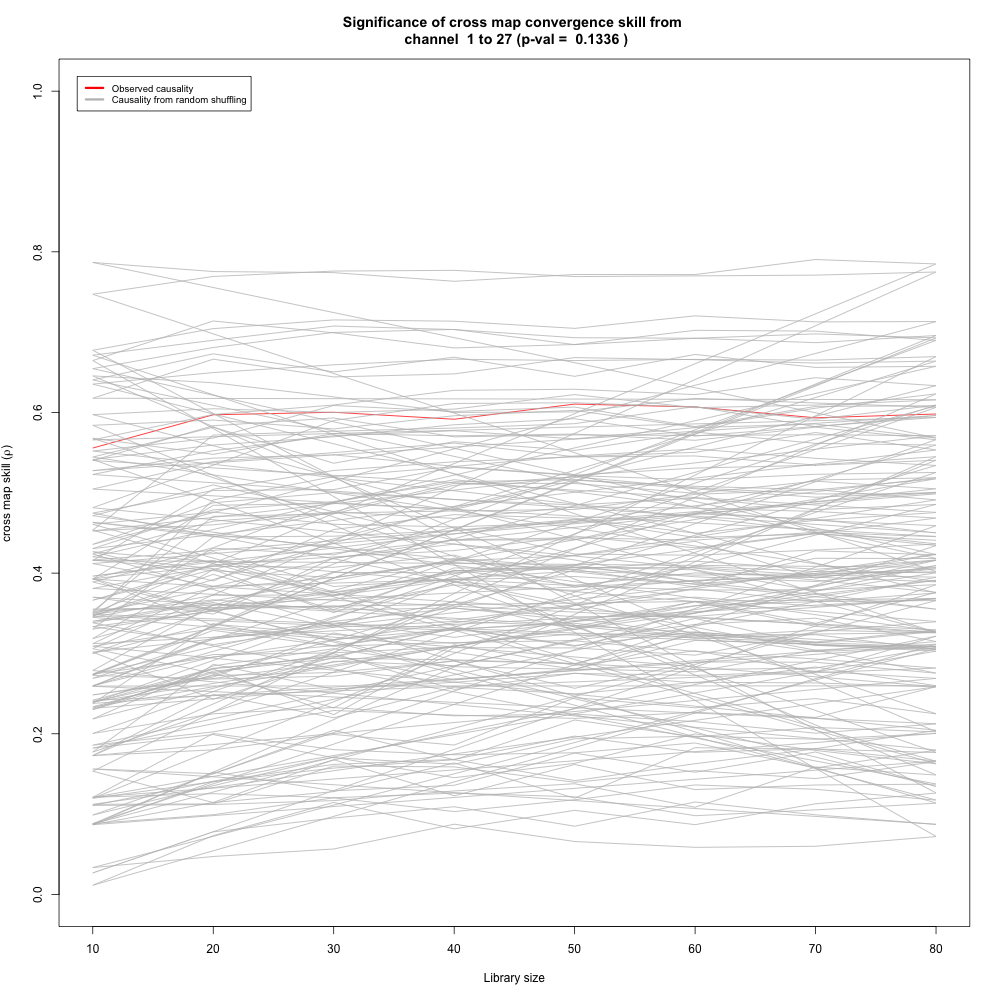 Significance of cross map convergence skill from
channel  1 to 27 (p-val =  0.1336 )
Observed causality
Causality from random shuffling
1.0
0.8
0.6
0.4
0.2
0.0
cross map skill (ρ)
10 20 30 40 50 60 70 80
Library size